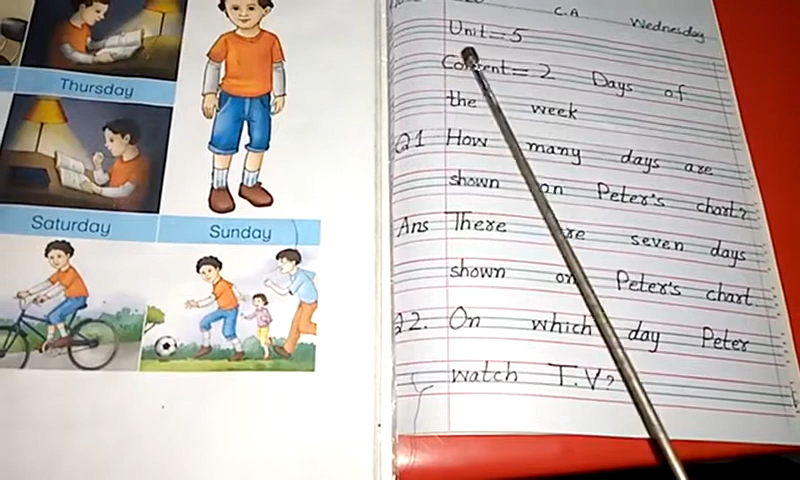 Thursday
Saturday
Sunday
C.A Wednesday
Unit = 5
= 2 Days of
the week
Q1 How many days are
shown on Peter's chart?
Ans There are seven days
shown on Peter's chart
Q2. On which day Peter
watch T.V?